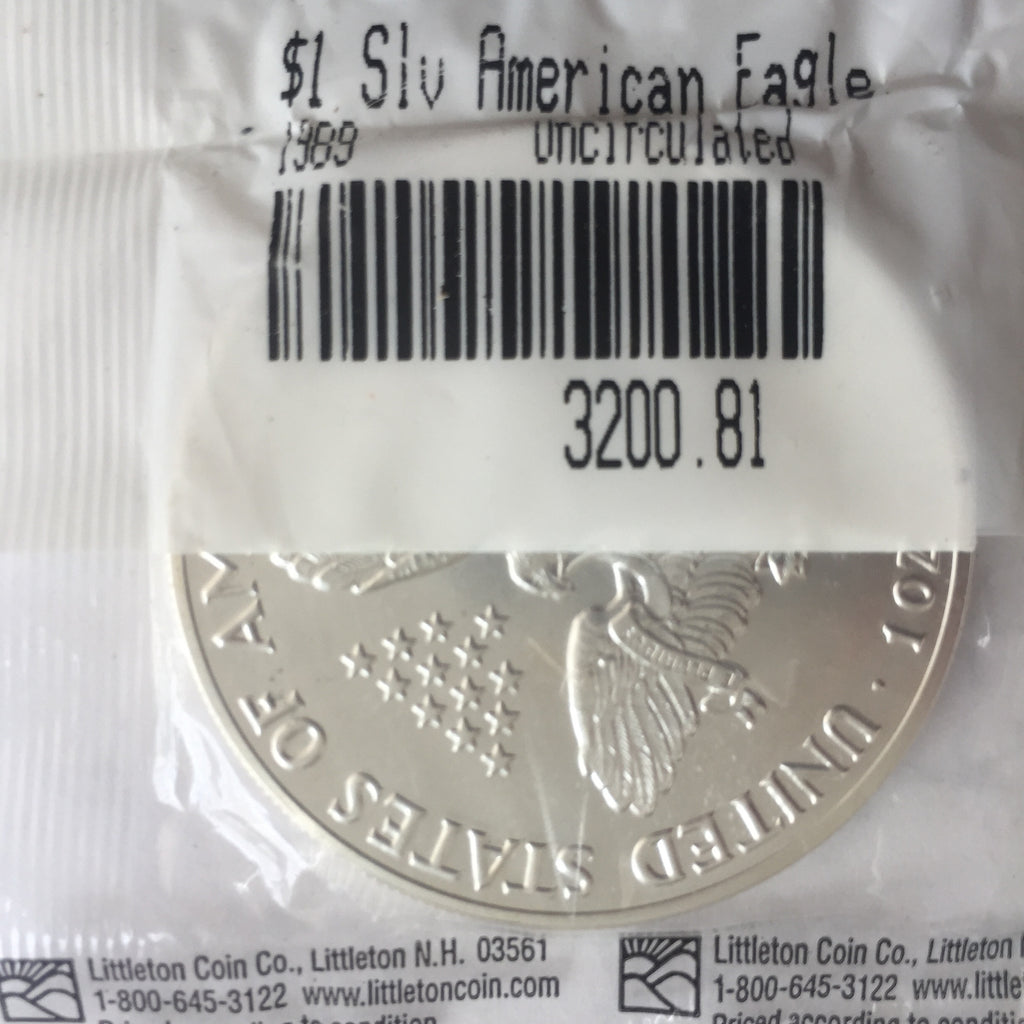 $1 Slv American Eagle
1989 Uncirculated
3200.81
1 OZ
UNITED STATES OF AM
Littleton Coin Co., Littleton N.H. 03561
1-800-645-3122 www.littletoncoin.com
Littleton Coin Co., Littleton
1-800-645-3122 www.little
Priced according to conditi